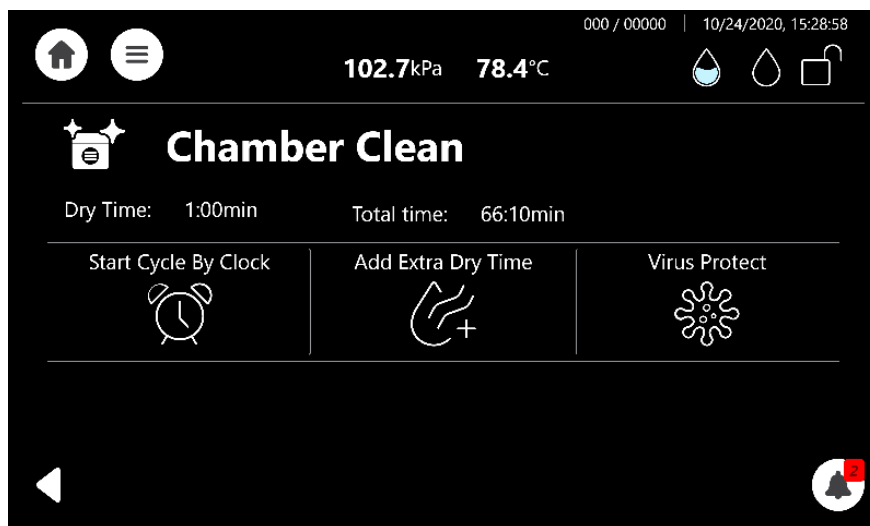 000 / 00000 | 10/24/2020, 15:28:58
102.7kPa 78.4°C
Chamber Clean
Dry Time: 1:00min Total time: 66:10min
Start Cycle By Clock Add Extra Dry Time Virus Protect
2